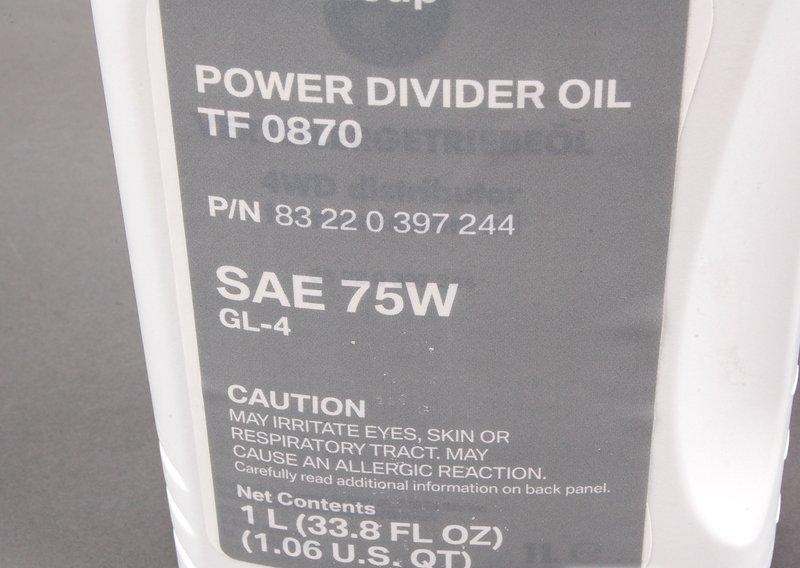 POWER DIVIDER OIL
TF 0870
4WD distributor
P/N 83 22 0 397 244
SAE 75W
GL-4
CAUTION
MAY IRRITATE EYES, SKIN OR
RESPIRATORY TRACT. MAY
CAUSE AN ALLERGIC REACTION.
Carefully read additional information on back panel.
Net Contents
1 L (33.8 FL OZ)
(1.06 U.S. QT)